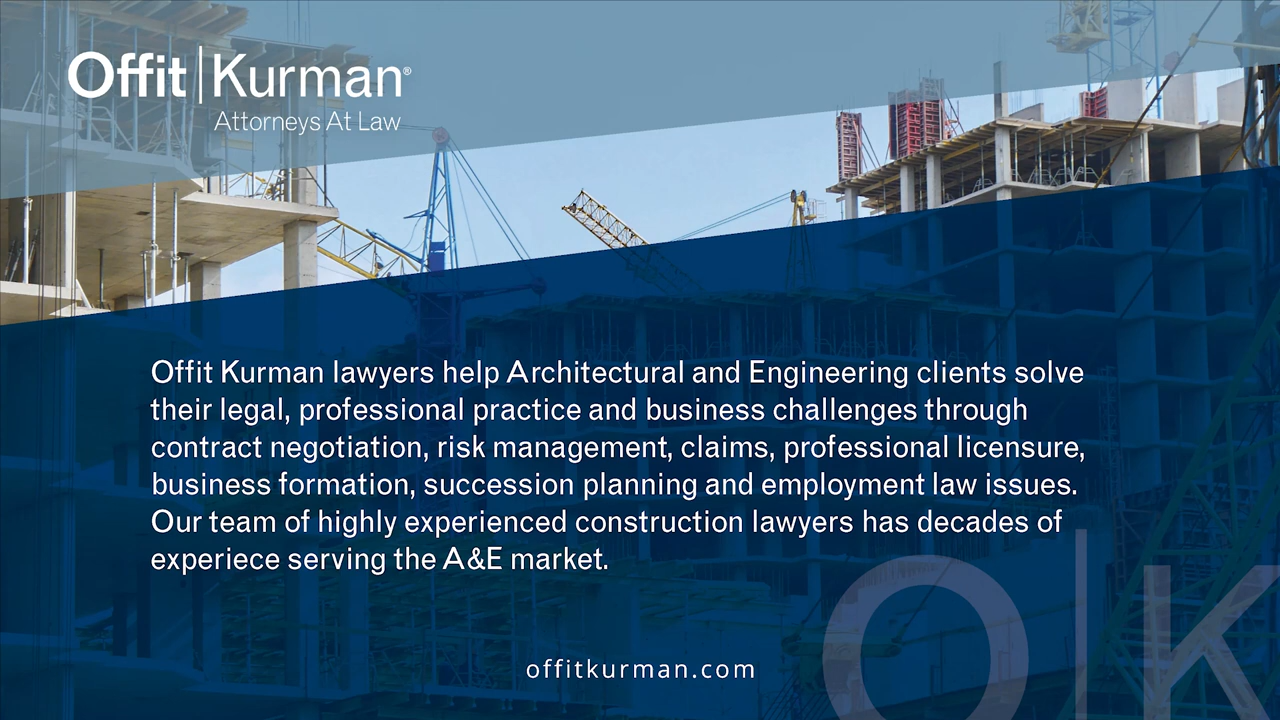 Offit|Kurman®
Attorneys At Law
Offit Kurman lawyers help Architectural and Engineering clients solve
their legal, professional practice and business challenges through
contract negotiation, risk management, claims, professional licensure,
business formation, succession planning and employment law issues.
Our team of highly experienced construction lawyers has decades of
experiece serving the A&E market.
O|K
offitkurman.com